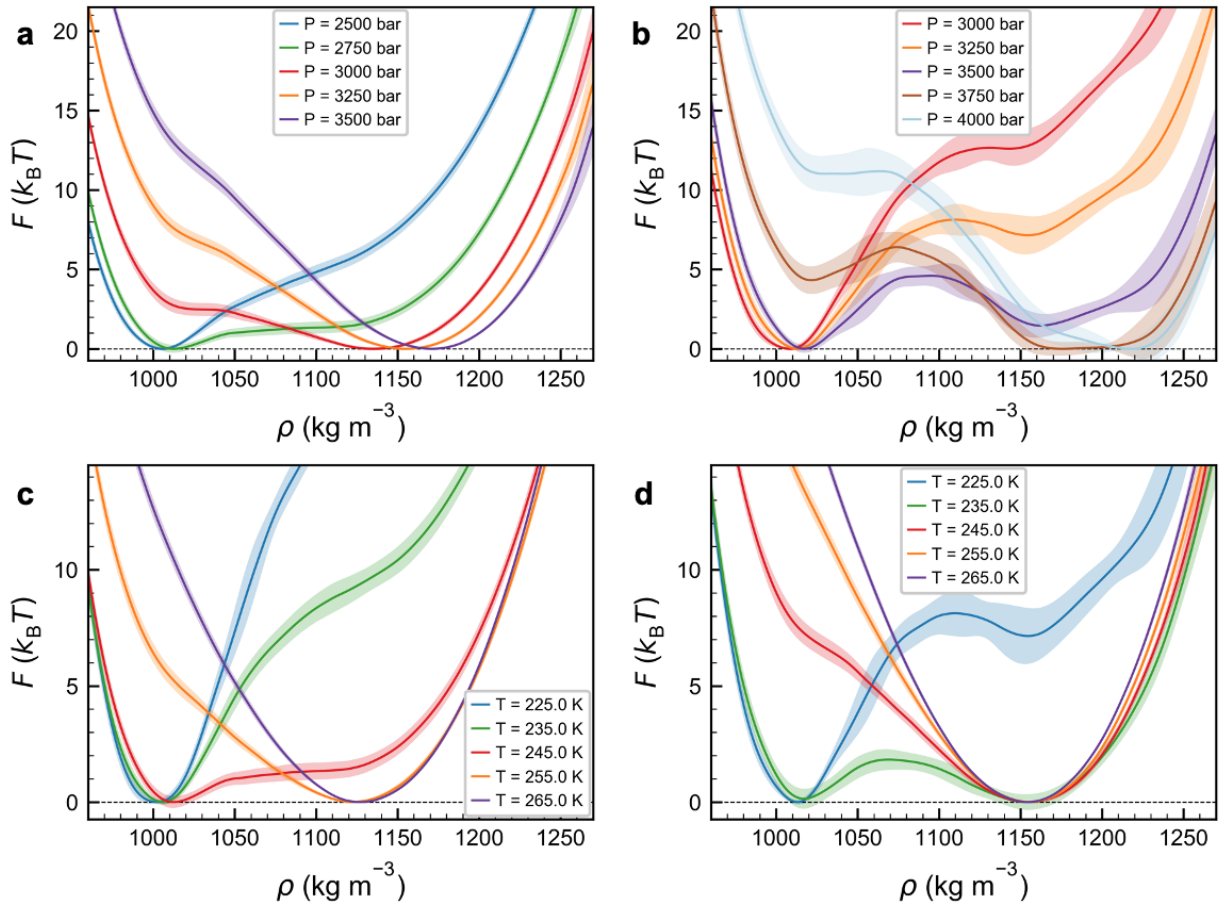 a
P = 2500 bar
P = 2750 bar
P = 3000 bar
P = 3250 bar
P = 3500 bar
20
15
10
5
0
F (k_BT)
1000 1050 1100 1150 1200 1250
ρ (kg m⁻³)
b
P = 3000 bar
P = 3250 bar
P = 3500 bar
P = 3750 bar
P = 4000 bar
20
15
10
5
0
F (k_BT)
1000 1050 1100 1150 1200 1250
ρ (kg m⁻³)
c
T = 225.0 K
T = 235.0 K
T = 245.0 K
T = 255.0 K
T = 265.0 K
10
5
0
F (k_BT)
1000 1050 1100 1150 1200 1250
ρ (kg m⁻³)
d
T = 225.0 K
T = 235.0 K
T = 245.0 K
T = 255.0 K
T = 265.0 K
10
5
0
F (k_BT)
1000 1050 1100 1150 1200 1250
ρ (kg m⁻³)